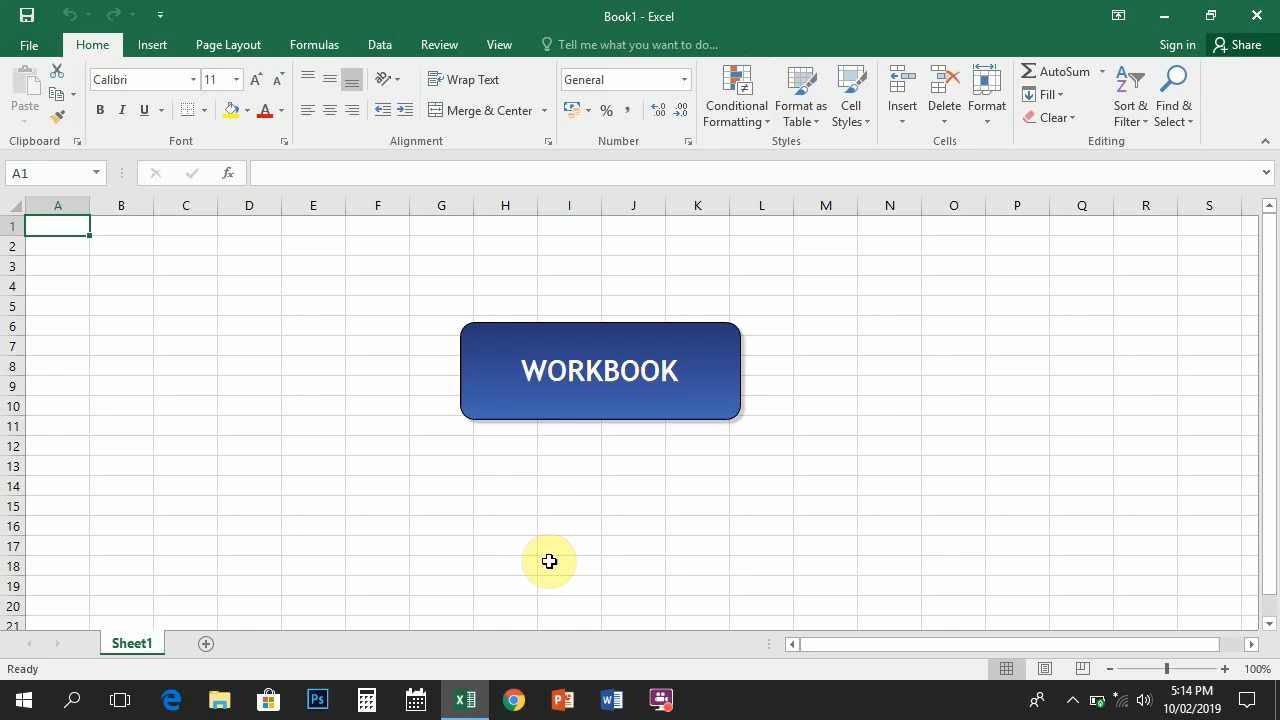 Book1 - Excel
File Home Insert Page Layout Formulas Data Review View Tell me what you want to do... Sign in Share
Paste
Clipboard
Calibri 11
B I U
Font
Wrap Text
Merge & Center
Alignment
General
%
Number
Conditional Formatting
Format as Table
Cell Styles
Styles
Insert
Delete
Format
Cells
AutoSum
Fill
Clear
Sort & Filter
Find & Select
Editing
A1 fx
A B C D E F G H I J K L M N O P Q R S
1
2
3
4
5
6
7
8
9
10
11
12
13
14
15
16
17
18
19
20
21
WORKBOOK
Sheet1
Ready 100%
5:14 PM
10/02/2019